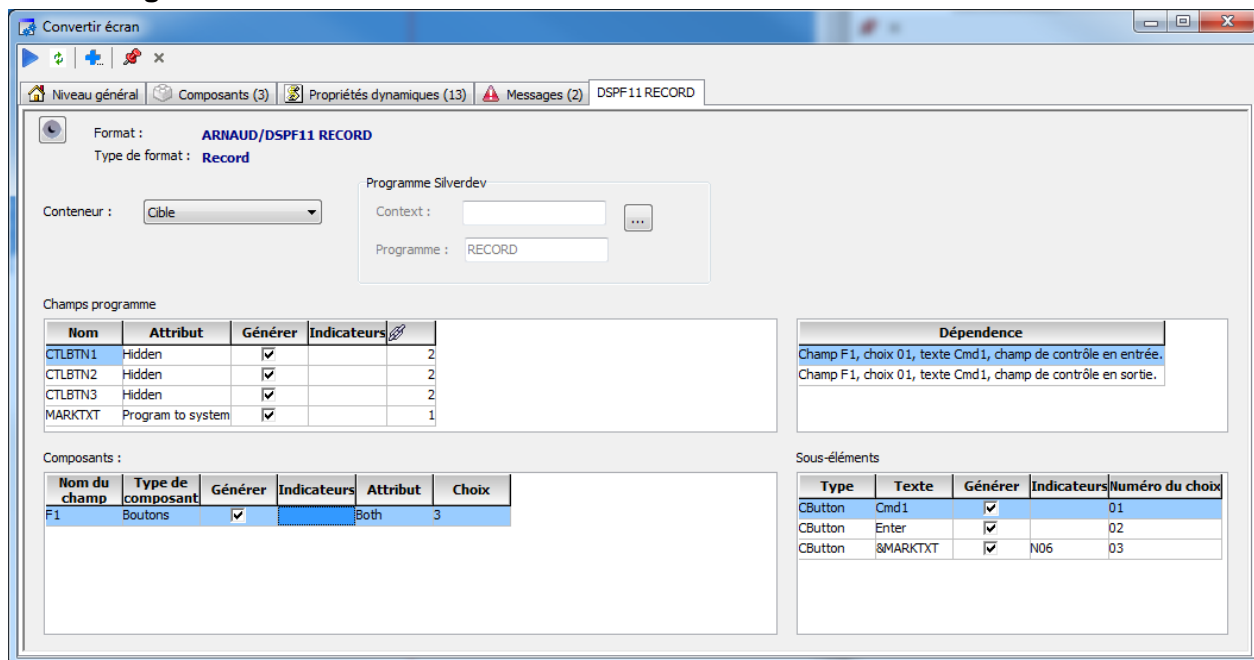 Convertir écran
Niveau général Composants (3) Propriétés dynamiques (13) Messages (2) DSPF11 RECORD
Format : ARNAUD/DSPF11 RECORD
Type de format : Record
Programme Silverdev
Conteneur : Cible Context : ...
Programme : RECORD
Champs programme
Nom Attribut Générer Indicateurs Dépendence
CTLBTN1 Hidden 2 Champ F1, choix 01, texte Cmd1, champ de contrôle en entrée.
CTLBTN2 Hidden 2 Champ F1, choix 01, texte Cmd1, champ de contrôle en sortie.
CTLBTN3 Hidden 2
MARKTXT Program to system 1
Composants : Sous-éléments
Nom du champ Type de composant Générer Indicateurs Attribut Choix Type Texte Générer Indicateurs Numéro du choix
F1 Boutons Both 3 CButton Cmd1 01
CButton Enter 02
CButton &MARKTXT N06 03